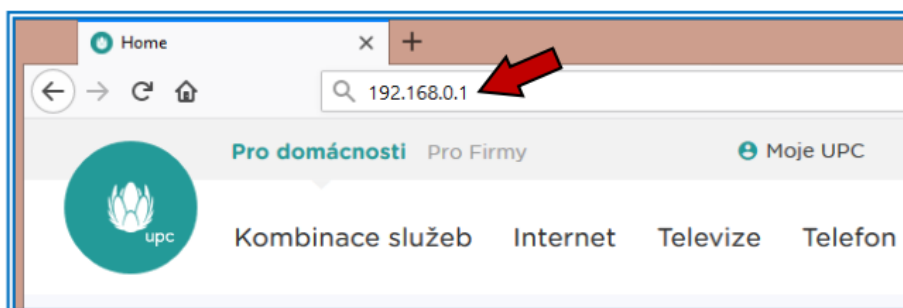 Home
192.168.0.1
Pro domácnosti Pro Firmy Moje UPC
upc
Kombinace služeb Internet Televize Telefon